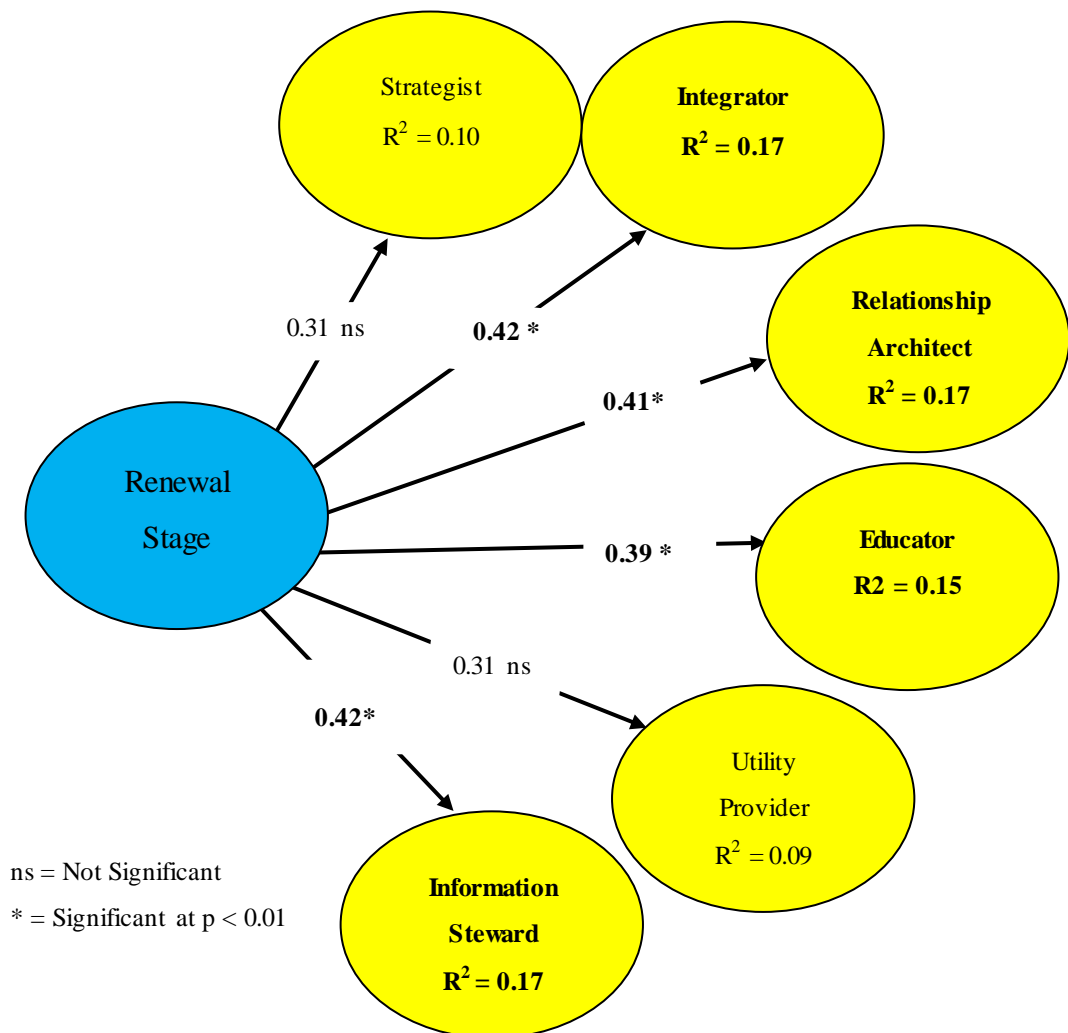 Strategist
R² = 0.10
Integrator
R² = 0.17
0.31 ns
0.42 *
Relationship
Architect
R² = 0.17
0.41*
Renewal
Stage
0.39 *
Educator
R2 = 0.15
0.31 ns
0.42*
Utility
Provider
R² = 0.09
ns = Not Significant
* = Significant at p < 0.01
Information
Steward
R² = 0.17